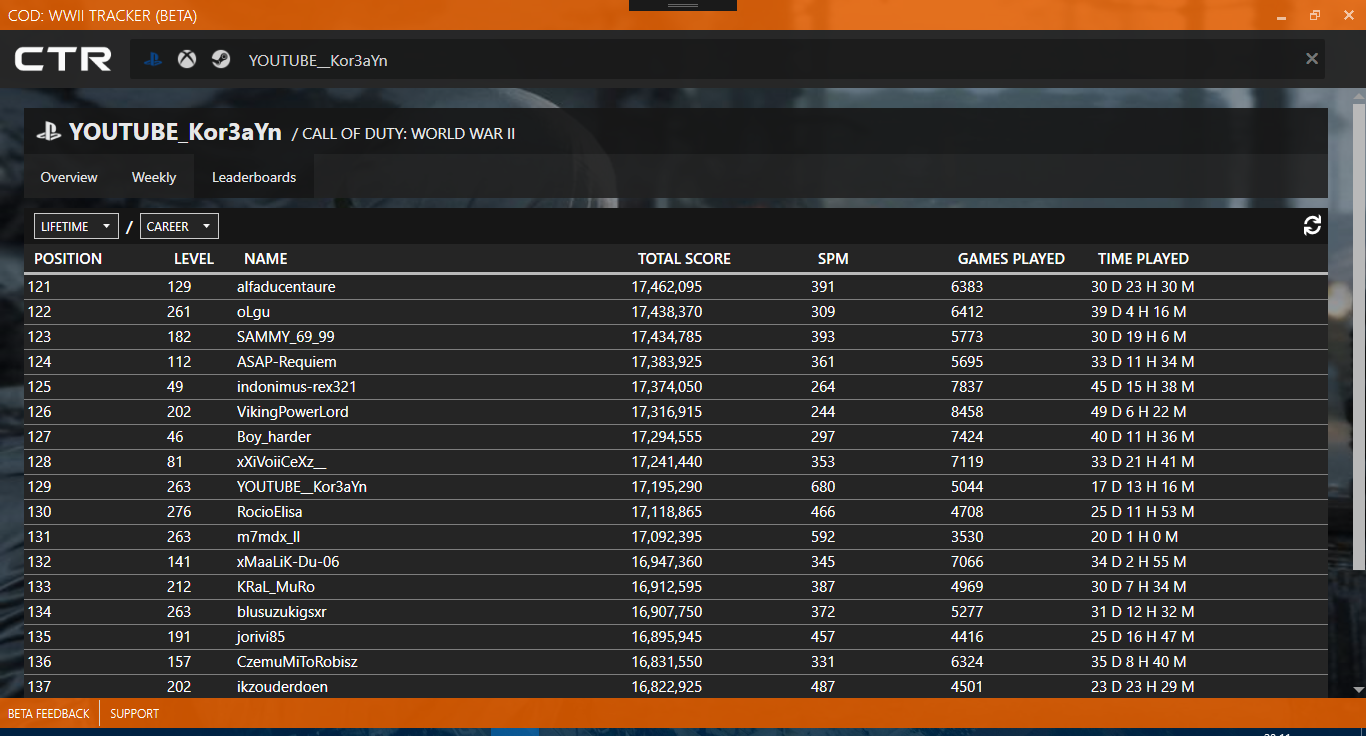 COD: WWII TRACKER (BETA)
CTR YOUTUBE__Kor3aYn
YOUTUBE_Kor3aYn / CALL OF DUTY: WORLD WAR II
Overview Weekly Leaderboards
LIFETIME / CAREER
POSITION LEVEL NAME TOTAL SCORE SPM GAMES PLAYED TIME PLAYED
121 129 alfaducentaure 17,462,095 391 6383 30 D 23 H 30 M
122 261 oLgu 17,438,370 309 6412 39 D 4 H 16 M
123 182 SAMMY_69_99 17,434,785 393 5773 30 D 19 H 6 M
124 112 ASAP-Requiem 17,383,925 361 5695 33 D 11 H 34 M
125 49 indonimus-rex321 17,374,050 264 7837 45 D 15 H 38 M
126 202 VikingPowerLord 17,316,915 244 8458 49 D 6 H 22 M
127 46 Boy_harder 17,294,555 297 7424 40 D 11 H 36 M
128 81 xXiVoiiCeXz__ 17,241,440 353 7119 33 D 21 H 41 M
129 263 YOUTUBE__Kor3aYn 17,195,290 680 5044 17 D 13 H 16 M
130 276 RocioElisa 17,118,865 466 4708 25 D 11 H 53 M
131 263 m7mdx_ll 17,092,395 592 3530 20 D 1 H 0 M
132 141 xMaaLiK-Du-06 16,947,360 345 7066 34 D 2 H 55 M
133 212 KRaL_MuRo 16,912,595 387 4969 30 D 7 H 34 M
134 263 blusuzukigsxr 16,907,750 372 5277 31 D 12 H 32 M
135 191 jorivi85 16,895,945 457 4416 25 D 16 H 47 M
136 157 CzemuMiToRobisz 16,831,550 331 6324 35 D 8 H 40 M
137 202 ikzouderdoen 16,822,925 487 4501 23 D 23 H 29 M
BETA FEEDBACK SUPPORT